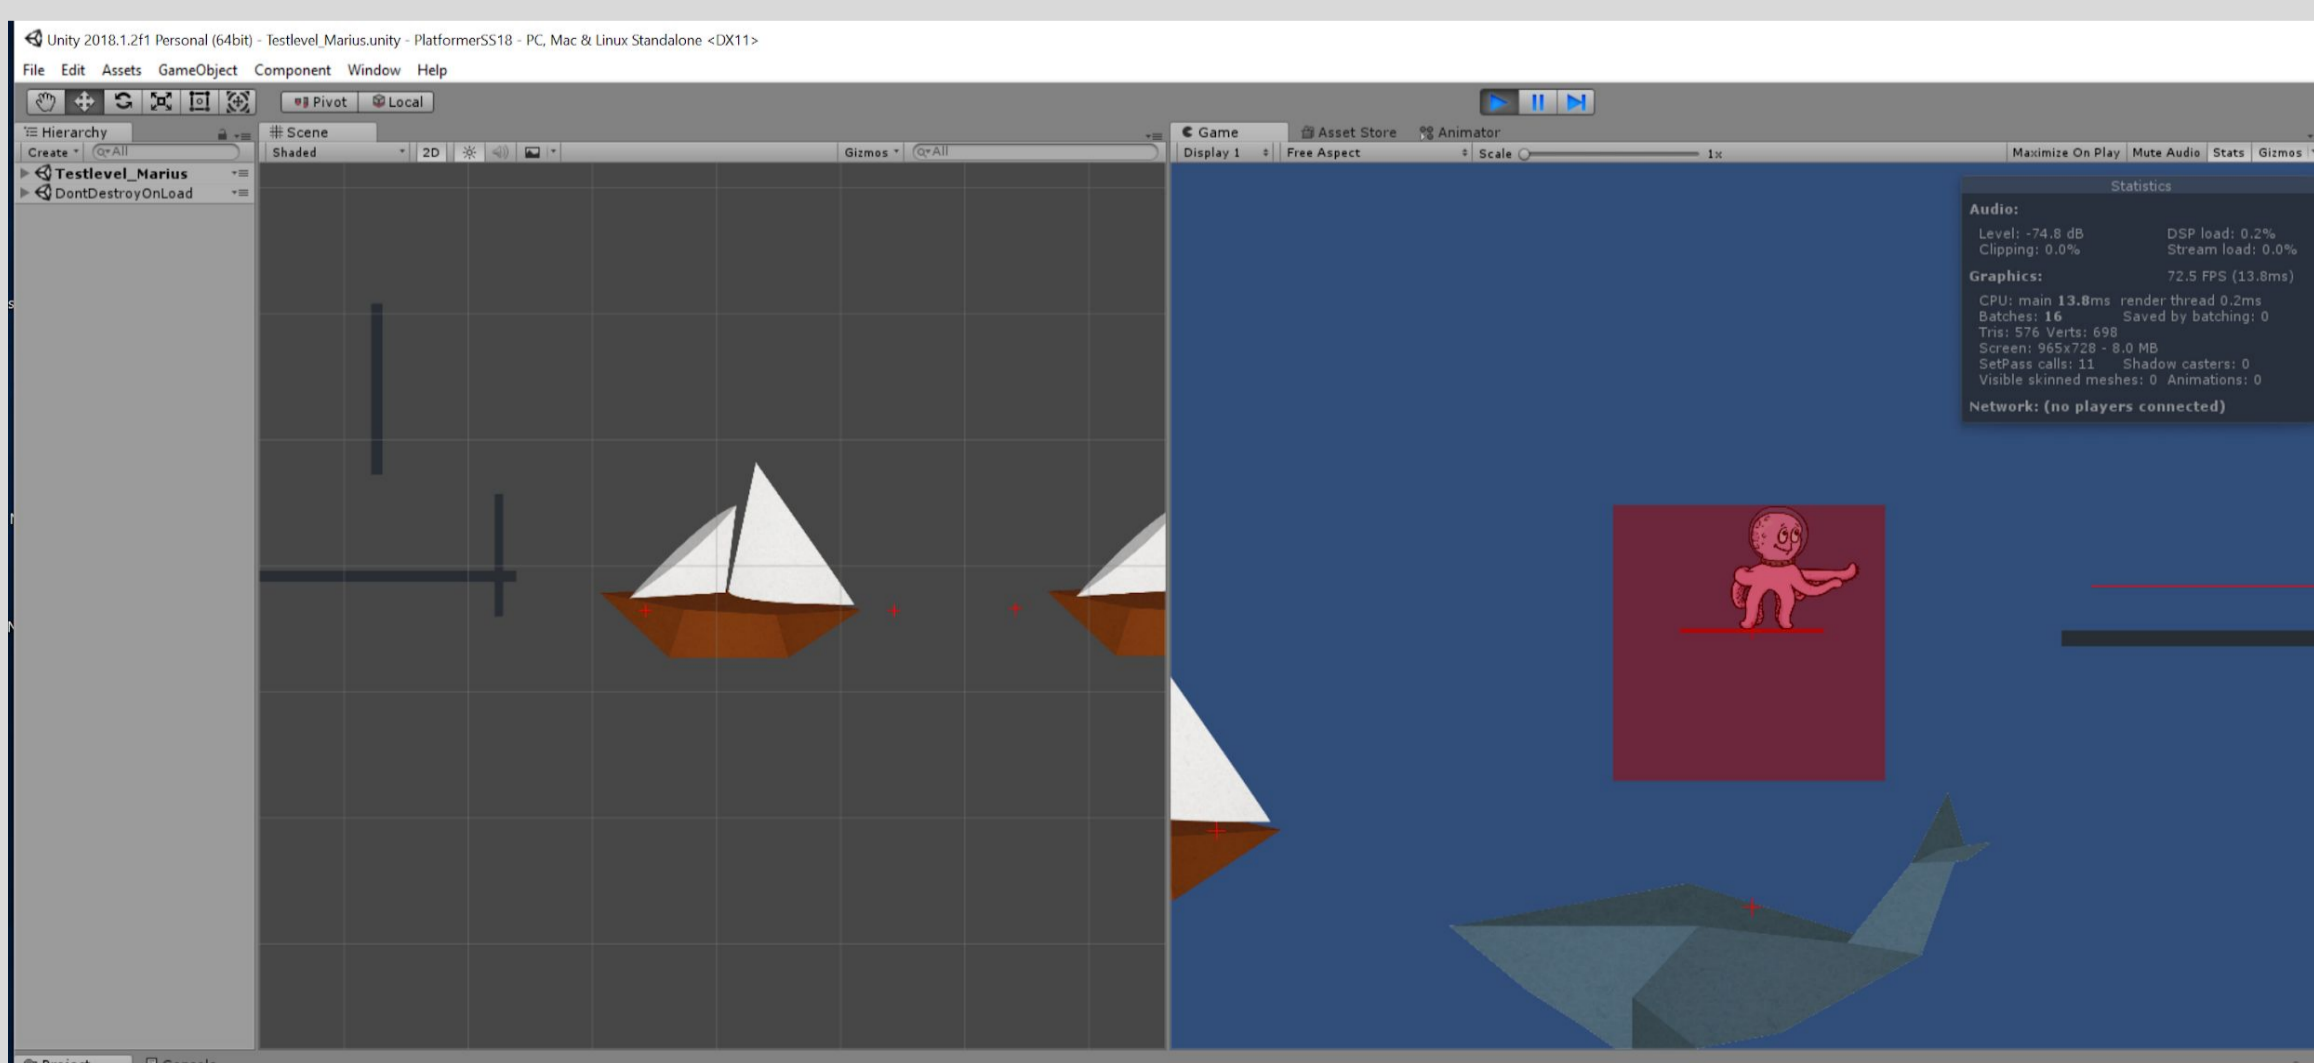 Unity 2018.1.2f1 Personal (64bit) - Testlevel_Marius.unity - PlatformerSS18 - PC, Mac & Linux Standalone <DX11>
File Edit Assets GameObject Component Window Help
Pivot Local
Hierarchy
Create All
Testlevel_Marius
DontDestroyOnLoad
Scene
Shaded 2D Gizmos All
Game Asset Store Animator
Display 1 Free Aspect Scale 1x Maximize On Play Mute Audio Stats Gizmos
Statistics
Audio:
Level: -74.8 dB DSP load: 0.2%
Clipping: 0.0% Stream load: 0.0%
Graphics: 72.5 FPS (13.8ms)
CPU: main 13.8ms render thread 0.2ms
Batches: 16 Saved by batching: 0
Tris: 576 Verts: 698
Screen: 965x728 - 8.0 MB
SetPass calls: 11 Shadow casters: 0
Visible skinned meshes: 0 Animations: 0
Network: (no players connected)